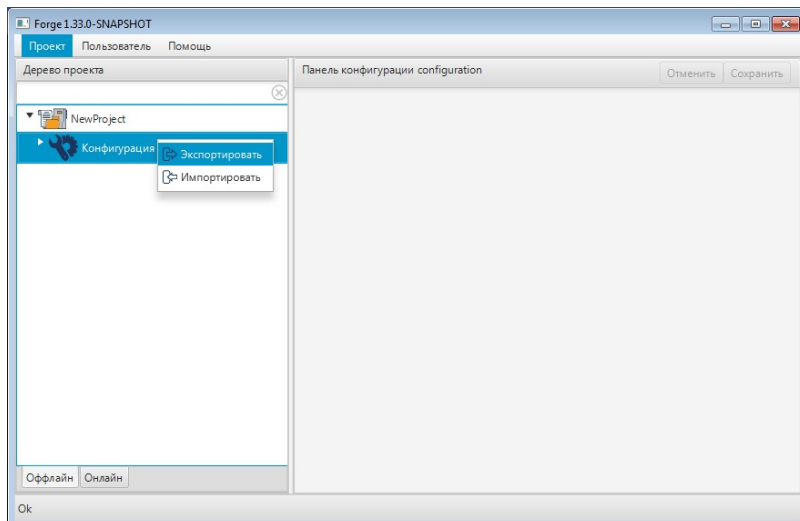 Forge 1.33.0-SNAPSHOT
Проект Пользователь Помощь
Дерево проекта
Панель конфигурации configuration
Отменить Сохранить
NewProject
Конфигурация
Экспортировать
Импортировать
Оффлайн Онлайн
Ok